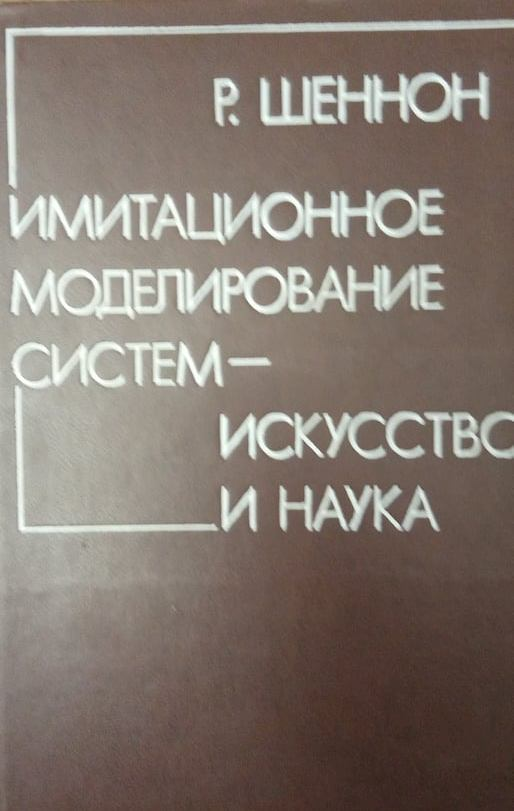 Р. ШЕННОН
ИМИТАЦИОННОЕ
МОДЕЛИРОВАНИЕ
СИСТЕМ—
ИСКУССТВО
И НАУКА